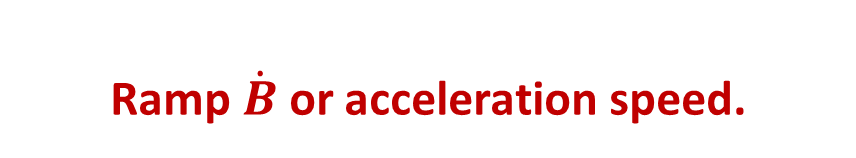 Ramp Ḃ or acceleration speed.